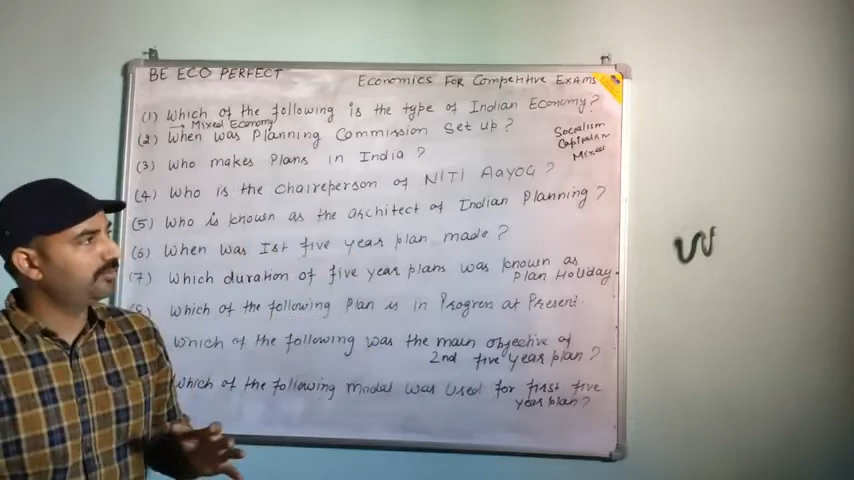 BE ECO PERFECT
Economics For Competitive Exams
(1) Which of the following is the type of Indian Economy?
→ Mixed Economy
(2) When was Planning Commission Set up?
Socialism
Capitalism
Mixed
(3) Who makes Plans in India?
(4) Who is the chaireperson of NITI Aayog?
(5) Who is known as the architect of Indian Planning?
(6) When was Ist five year plan made?
(7) Which duration of five year plans was known as
Plan Holiday.
(8) Which of the following Plan is in Progress at Present.
Which of the following was the main objective of
2nd five year plan?
Which of the following modal was Used for first five
year plan?